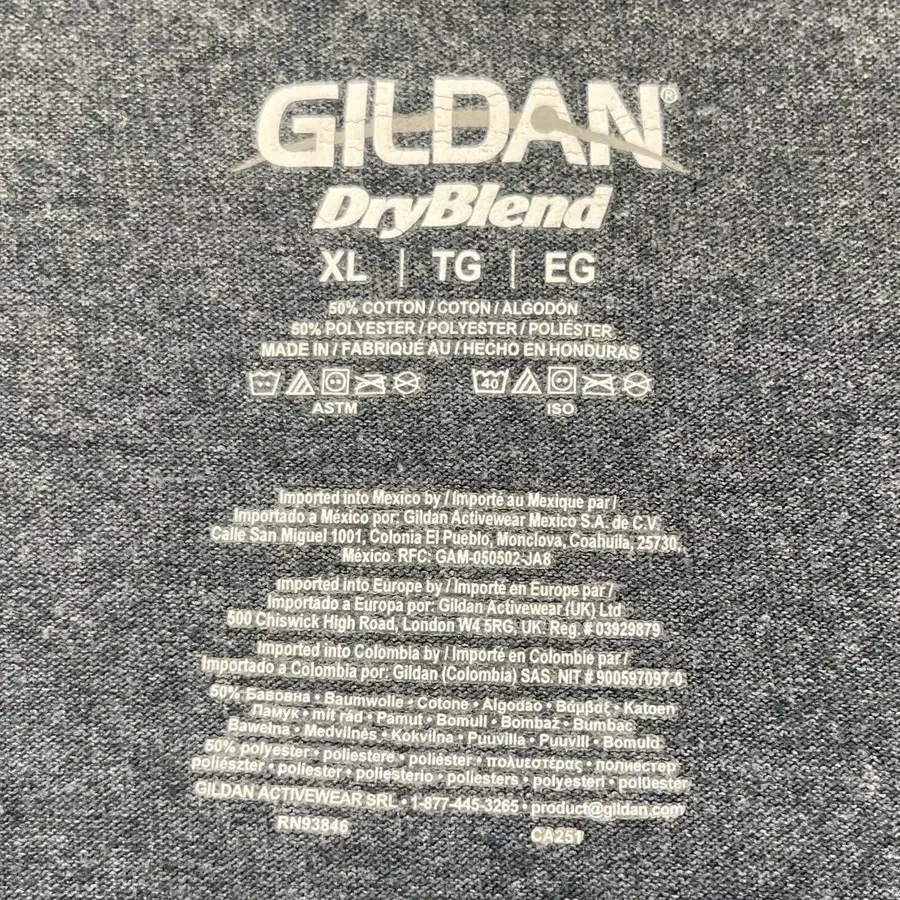 GILDAN®
DryBlend
XL | TG | EG
50% COTTON / COTON / ALGODÓN
50% POLYESTER / POLYESTER / POLIÉSTER
MADE IN / FABRIQUÉ AU / HECHO EN HONDURAS
40
ASTM ISO
Imported into Mexico by / Importé au Mexique par /
Importado a México por: Gildan Activewear Mexico S.A. de C.V.
Calle San Miguel 1001, Colonia El Pueblo, Monclova, Coahuila, 25730,
México. RFC: GAM-050502-JA8
Imported into Europe by / Importé en Europe par /
Importado a Europa por: Gildan Activewear (UK) Ltd
500 Chiswick High Road, London W4 5RG, UK. Reg. # 03929879
Imported into Colombia by / Importé en Colombie par /
Importado a Colombia por: Gildan (Colombia) SAS. NIT # 900597097-0
50% Бавовна • Baumwolle • Cotone • Algodão • Βάμβαξ • Katoen
Памук • mit råd • Pamut • Bomull • Bombaž • Bumbac
Bawełna • Medvilnės • Kokvilna • Puuvilla • Puuvill • Bomuld
50% polyester • poliestere • poliéster • πολυεστέρας • полиестер
poliészter • poliester • poliesterio • poliesters • polyesteri • polüester
GILDAN ACTIVEWEAR SRL • 1-877-445-3265 • product@gildan.com
RN93846 CA251